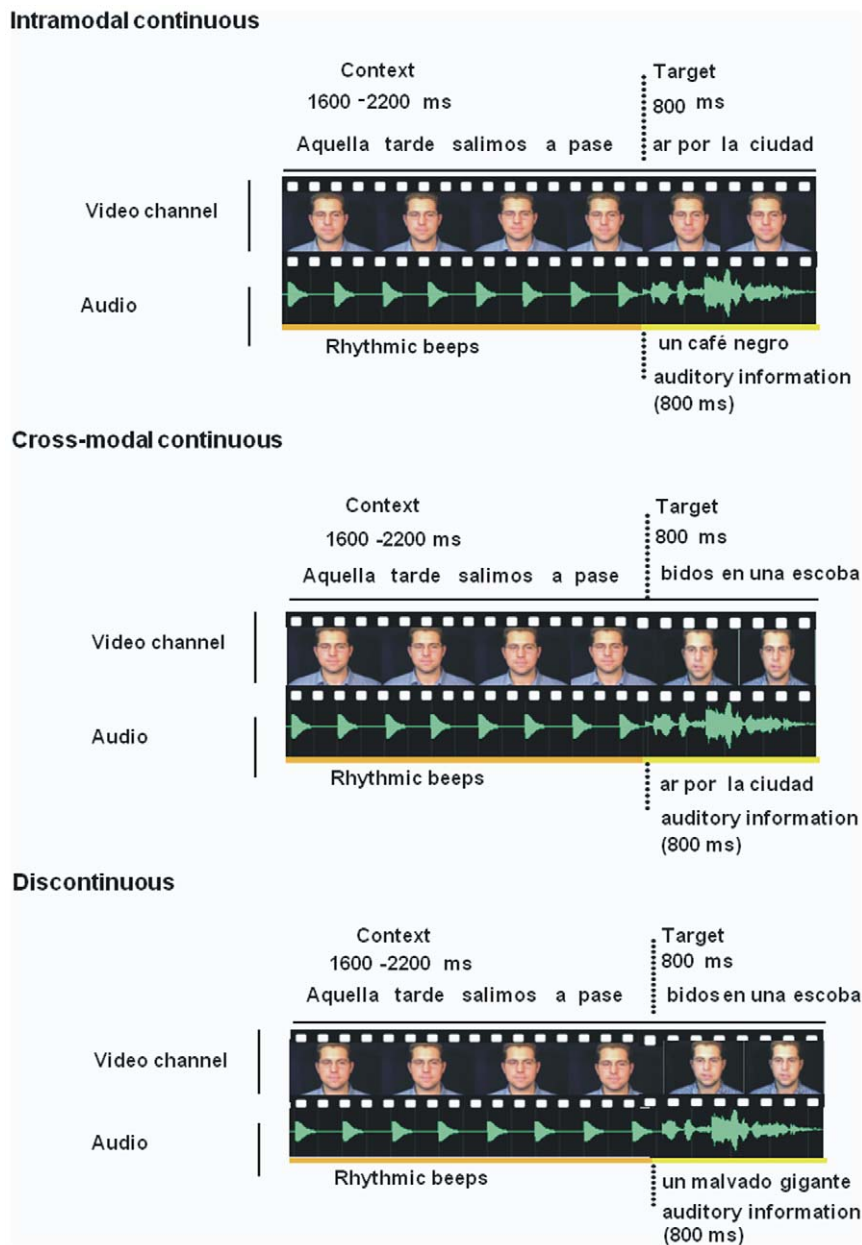 Intramodal continuous
Context
Target
1600 -2200 ms
800 ms
Aquella tarde salimos a pase
ar por la ciudad
Video channel
Audio
Rhythmic beeps
un café negro
auditory information
(800 ms)
Cross-modal continuous
Context
Target
1600 -2200 ms
800 ms
Aquella tarde salimos a pase
bidos en una escoba
Video channel
Audio
Rhythmic beeps
ar por la ciudad
auditory information
(800 ms)
Discontinuous
Context
Target
1600 -2200 ms
800 ms
Aquella tarde salimos a pase
bidos en una escoba
Video channel
Audio
Rhythmic beeps
un malvado gigante
auditory information
(800 ms)